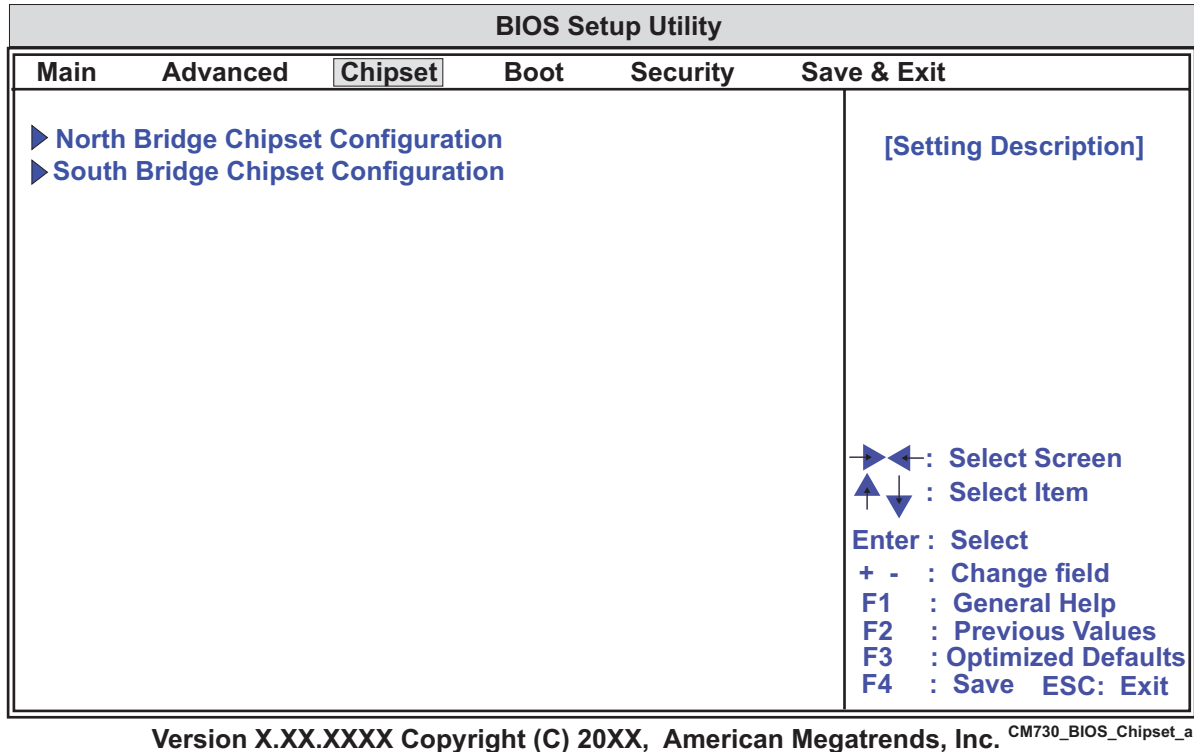 BIOS Setup Utility
Main Advanced Chipset Boot Security Save & Exit
North Bridge Chipset Configuration
South Bridge Chipset Configuration
[Setting Description]
: Select Screen
: Select Item
Enter : Select
+ - : Change field
F1 : General Help
F2 : Previous Values
F3 : Optimized Defaults
F4 : Save ESC: Exit
Version X.XX.XXXX Copyright (C) 20XX, American Megatrends, Inc. CM730_BIOS_Chipset_a